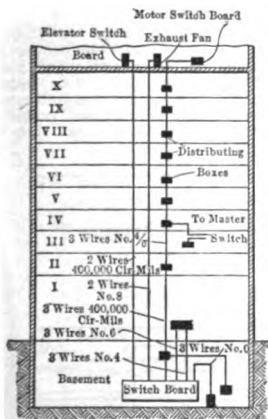 Motor Switch Board
Elevator Switch
Exhaust Fan
Board
X
IX
VIII
Distributing
VII
VI
Boxes
V
IV
To Master
III 3 Wires No. 4/0
Switch
II 2 Wires
400,000 Cir-Mils
I 2 Wires
No. 8
3 Wires 400,000
Cir-Mils
3 Wires No. 6
3 Wires No. 0
3 Wires No. 4
Basement
Switch Board